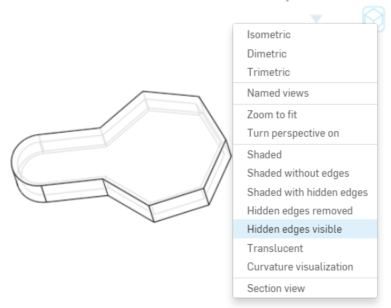 Isometric
Dimetric
Trimetric
Named views
Zoom to fit
Turn perspective on
Shaded
Shaded without edges
Shaded with hidden edges
Hidden edges removed
Hidden edges visible
Translucent
Curvature visualization
Section view